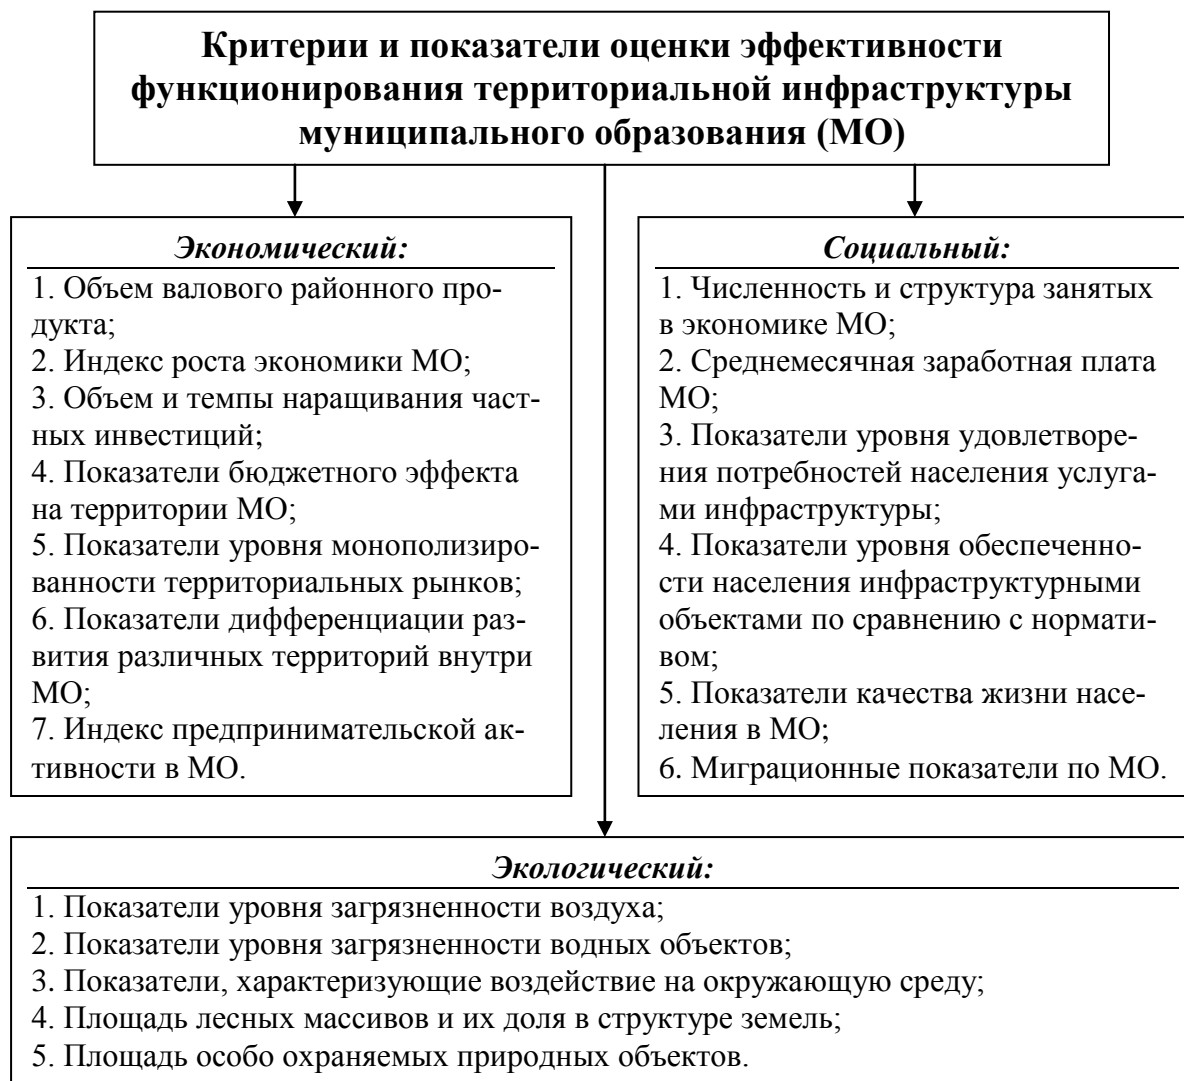 Критерии и показатели оценки эффективности
функционирования территориальной инфраструктуры
муниципального образования (МО)
Экономический:
1. Объем валового районного про-
дукта;
2. Индекс роста экономики МО;
3. Объем и темпы наращивания част-
ных инвестиций;
4. Показатели бюджетного эффекта
на территории МО;
5. Показатели уровня монополизиро-
ванности территориальных рынков;
6. Показатели дифференциации раз-
вития различных территорий внутри
МО;
7. Индекс предпринимательской ак-
тивности в МО.
Социальный:
1. Численность и структура занятых
в экономике МО;
2. Среднемесячная заработная плата
МО;
3. Показатели уровня удовлетворе-
ния потребностей населения услуга-
ми инфраструктуры;
4. Показатели уровня обеспеченно-
сти населения инфраструктурными
объектами по сравнению с нормати-
вом;
5. Показатели качества жизни насе-
ления в МО;
6. Миграционные показатели по МО.
Экологический:
1. Показатели уровня загрязненности воздуха;
2. Показатели уровня загрязненности водных объектов;
3. Показатели, характеризующие воздействие на окружающую среду;
4. Площадь лесных массивов и их доля в структуре земель;
5. Площадь особо охраняемых природных объектов.